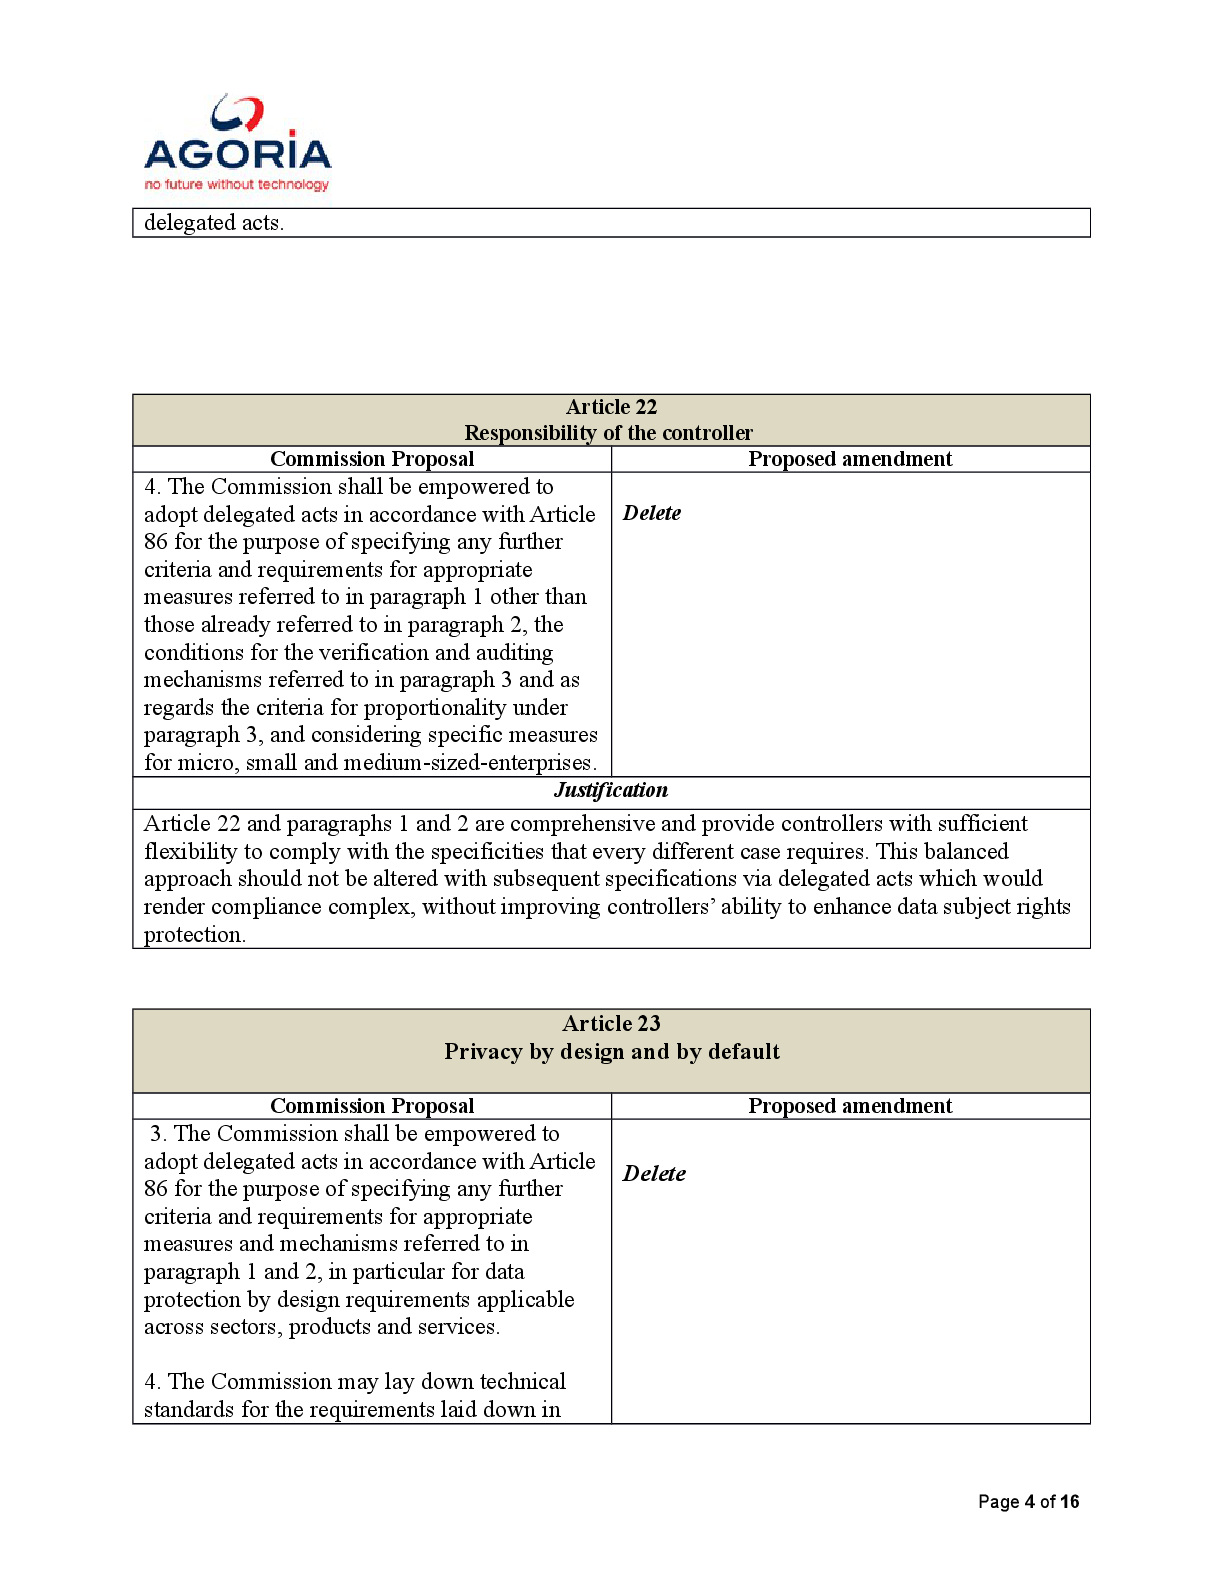 AGORIA
no future without technology
delegated acts.
Article 22
Responsibility of the controller
Commission Proposal
Proposed amendment
4. The Commission shall be empowered to
adopt delegated acts in accordance with Article
86 for the purpose of specifying any further
criteria and requirements for appropriate
measures referred to in paragraph 1 other than
those already referred to in paragraph 2, the
conditions for the verification and auditing
mechanisms referred to in paragraph 3 and as
regards the criteria for proportionality under
paragraph 3, and considering specific measures
for micro, small and medium-sized-enterprises.
Delete
Justification
Article 22 and paragraphs 1 and 2 are comprehensive and provide controllers with sufficient
flexibility to comply with the specificities that every different case requires. This balanced
approach should not be altered with subsequent specifications via delegated acts which would
render compliance complex, without improving controllers’ ability to enhance data subject rights
protection.
Article 23
Privacy by design and by default
Commission Proposal
Proposed amendment
3. The Commission shall be empowered to
adopt delegated acts in accordance with Article
86 for the purpose of specifying any further
criteria and requirements for appropriate
measures and mechanisms referred to in
paragraph 1 and 2, in particular for data
protection by design requirements applicable
across sectors, products and services.
4. The Commission may lay down technical
standards for the requirements laid down in
Delete
Page 4 of 16